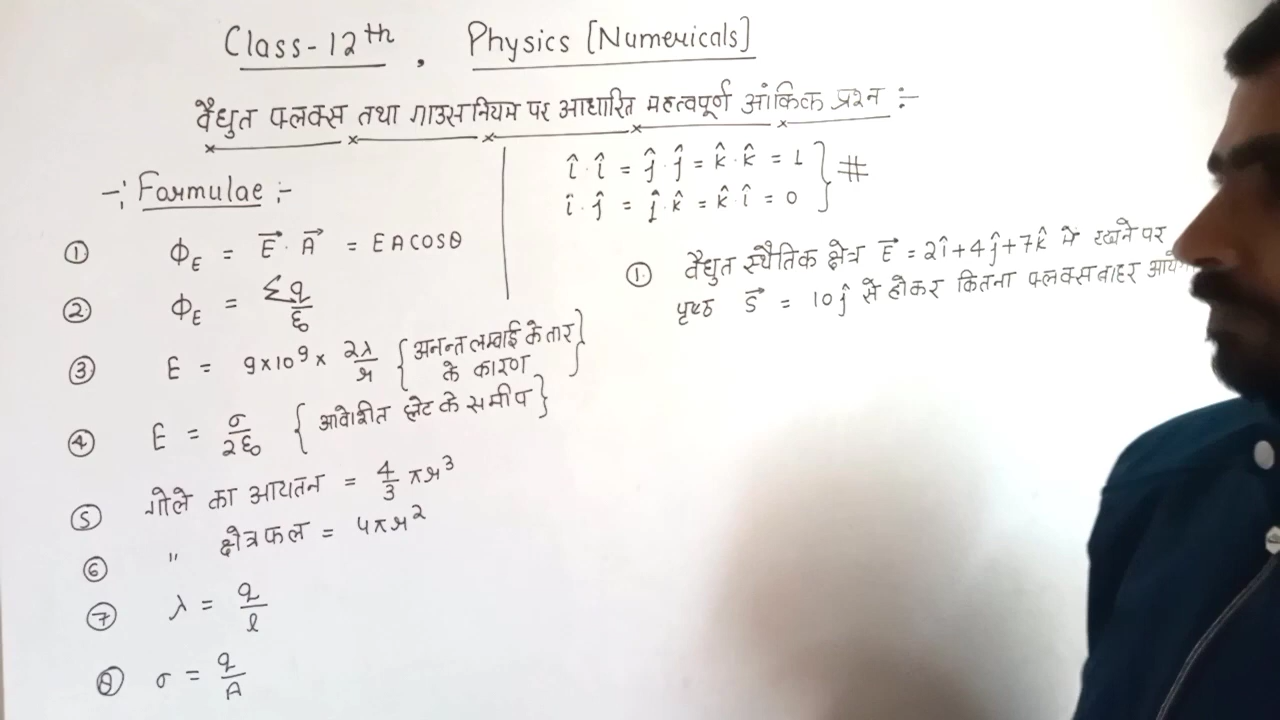 Class-12th , Physics [Numericals]
वैधुत फ्लक्स तथा गाउस नियम पर आधारित महत्वपूर्ण आंकिक प्रश्न :-
-: Formulae :-
î.î = ĵ.ĵ = k̂.k̂ = 1 } #
î.ĵ = ĵ.k̂ = k̂.î = 0
① ΦE = E⃗.A⃗ = EACOSθ
② ΦE = Σq/ε₀
③ E = 9×10⁹ × 2λ/r { अनन्त लम्बाई के तार के कारण }
④ E = σ/2ε₀ { आवेशित प्लेट के समीप }
⑤ गोले का आयतन = 4/3 πr³
⑥ " क्षेत्रफल = 4πr²
⑦ λ = q/l
⑧ σ = q/A
① वैधुत स्थैतिक क्षेत्र E⃗ = 2î+4ĵ+7k̂ मे रखने पर
पृष्ठ S⃗ = 10ĵ से होकर कितना फ्लक्स बाहर